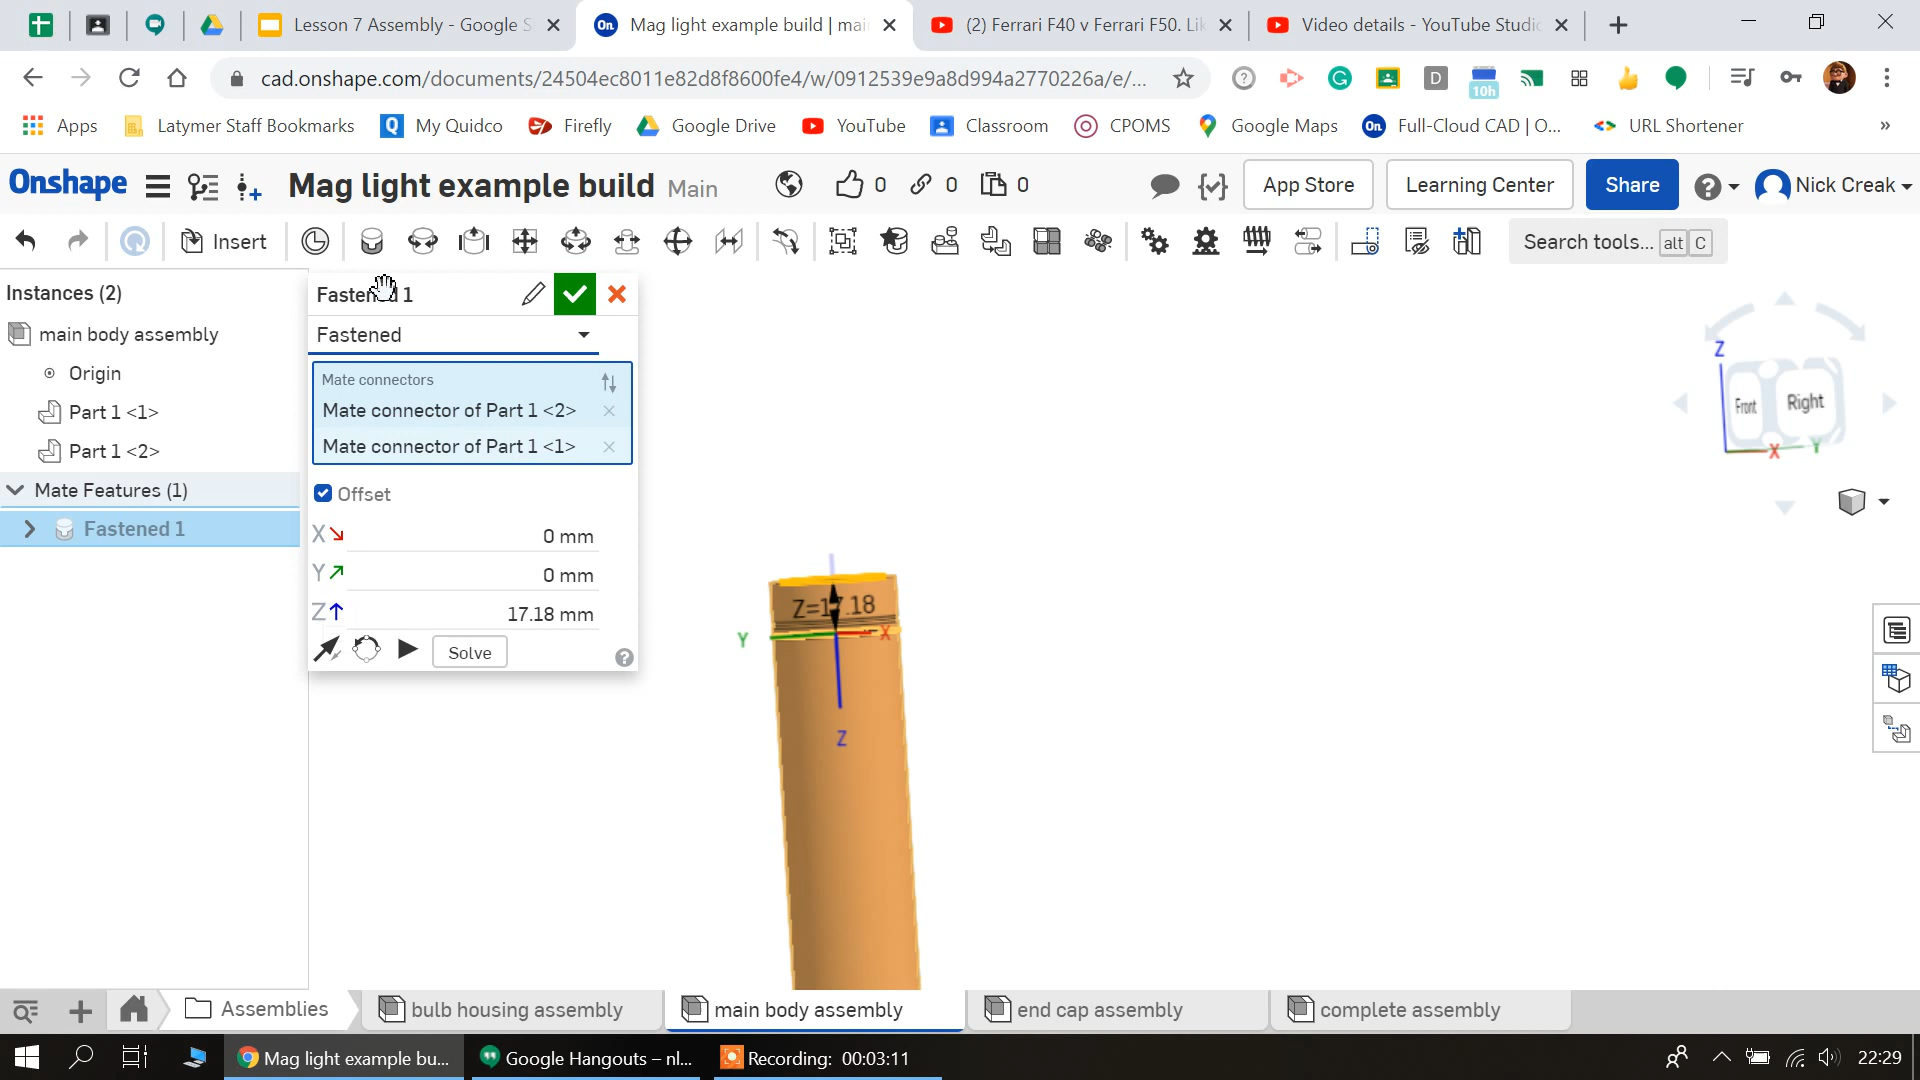 Lesson 7 Assembly - Google S
Mag light example build | mai
(2) Ferrari F40 v Ferrari F50. Lik
Video details - YouTube Studio
cad.onshape.com/documents/24504ec8011e82d8f8600fe4/w/0912539e9a8d994a2770226a/e/...
D
10h
Apps
Latymer Staff Bookmarks
My Quidco
Firefly
Google Drive
YouTube
Classroom
CPOMS
Google Maps
On
Full-Cloud CAD | O...
URL Shortener
»
Onshape
Mag light example build Main
0
0
0
App Store
Learning Center
Share
Nick Creak
Insert
Search tools... alt C
Instances (2)
main body assembly
Origin
Part 1 <1>
Part 1 <2>
Mate Features (1)
Fastened 1
Fastened 1
Fastened
Mate connectors
Mate connector of Part 1 <2>
Mate connector of Part 1 <1>
Offset
X 0 mm
Y 0 mm
Z 17.18 mm
Solve
Z=17.18
Y
X
Z
Z
Front
Right
X
Y
Assemblies
bulb housing assembly
main body assembly
end cap assembly
complete assembly
Mag light example bu...
Google Hangouts – nl...
Recording: 00:03:11
22:29